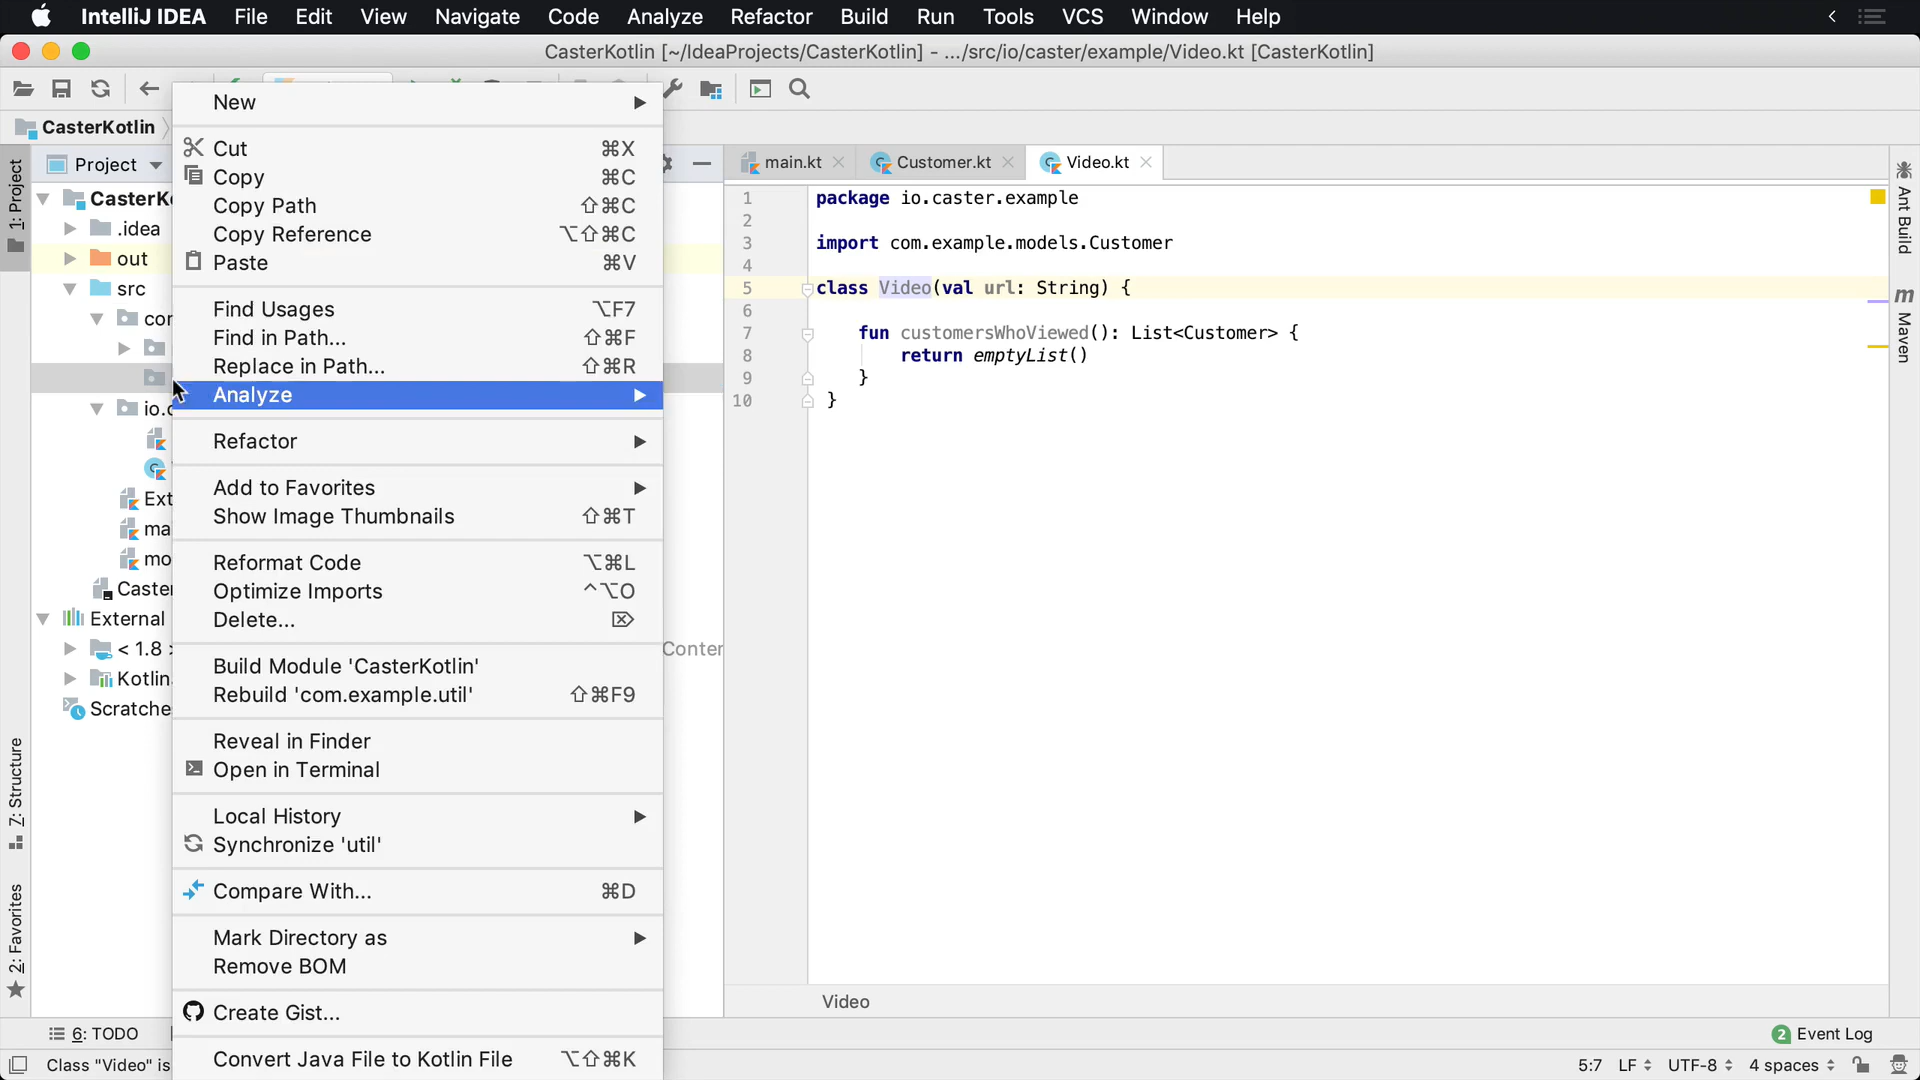 IntelliJ IDEA File Edit View Navigate Code Analyze Refactor Build Run Tools VCS Window Help
CasterKotlin [~/IdeaProjects/CasterKotlin] - .../src/io/caster/example/Video.kt [CasterKotlin]
CasterKotlin
1: Project
Project
CasterKo
.idea
out
src
con
io.c
Ext
mai
mo
Caster
External
< 1.8 >
Conter
Kotlin
Scratche
Z: Structure
2: Favorites
New
Cut ⌘X
Copy ⌘C
Copy Path ⇧⌘C
Copy Reference ⌥⇧⌘C
Paste ⌘V
Find Usages ⌥F7
Find in Path... ⇧⌘F
Replace in Path... ⇧⌘R
Analyze
Refactor
Add to Favorites
Show Image Thumbnails ⇧⌘T
Reformat Code ⌥⌘L
Optimize Imports ^⌥O
Delete... ⌦
Build Module 'CasterKotlin'
Rebuild 'com.example.util' ⇧⌘F9
Reveal in Finder
Open in Terminal
Local History
Synchronize 'util'
Compare With... ⌘D
Mark Directory as
Remove BOM
Create Gist...
Convert Java File to Kotlin File ⌥⇧⌘K
main.kt
Customer.kt
Video.kt
1 package io.caster.example
2
3 import com.example.models.Customer
4
5 class Video(val url: String) {
6
7 fun customersWhoViewed(): List<Customer> {
8 return emptyList()
9 }
10 }
Video
Ant Build
m Maven
6: TODO
2 Event Log
Class "Video" is
5:7 LF UTF-8 4 spaces